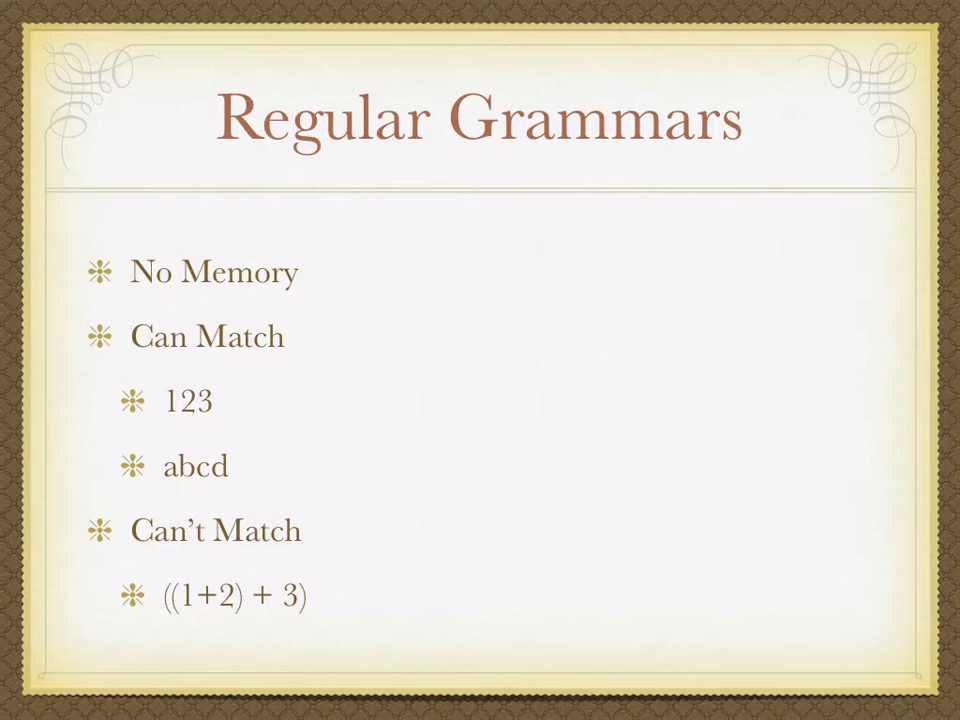 Regular Grammars
No Memory
Can Match
123
abcd
Can’t Match
((1+2) + 3)